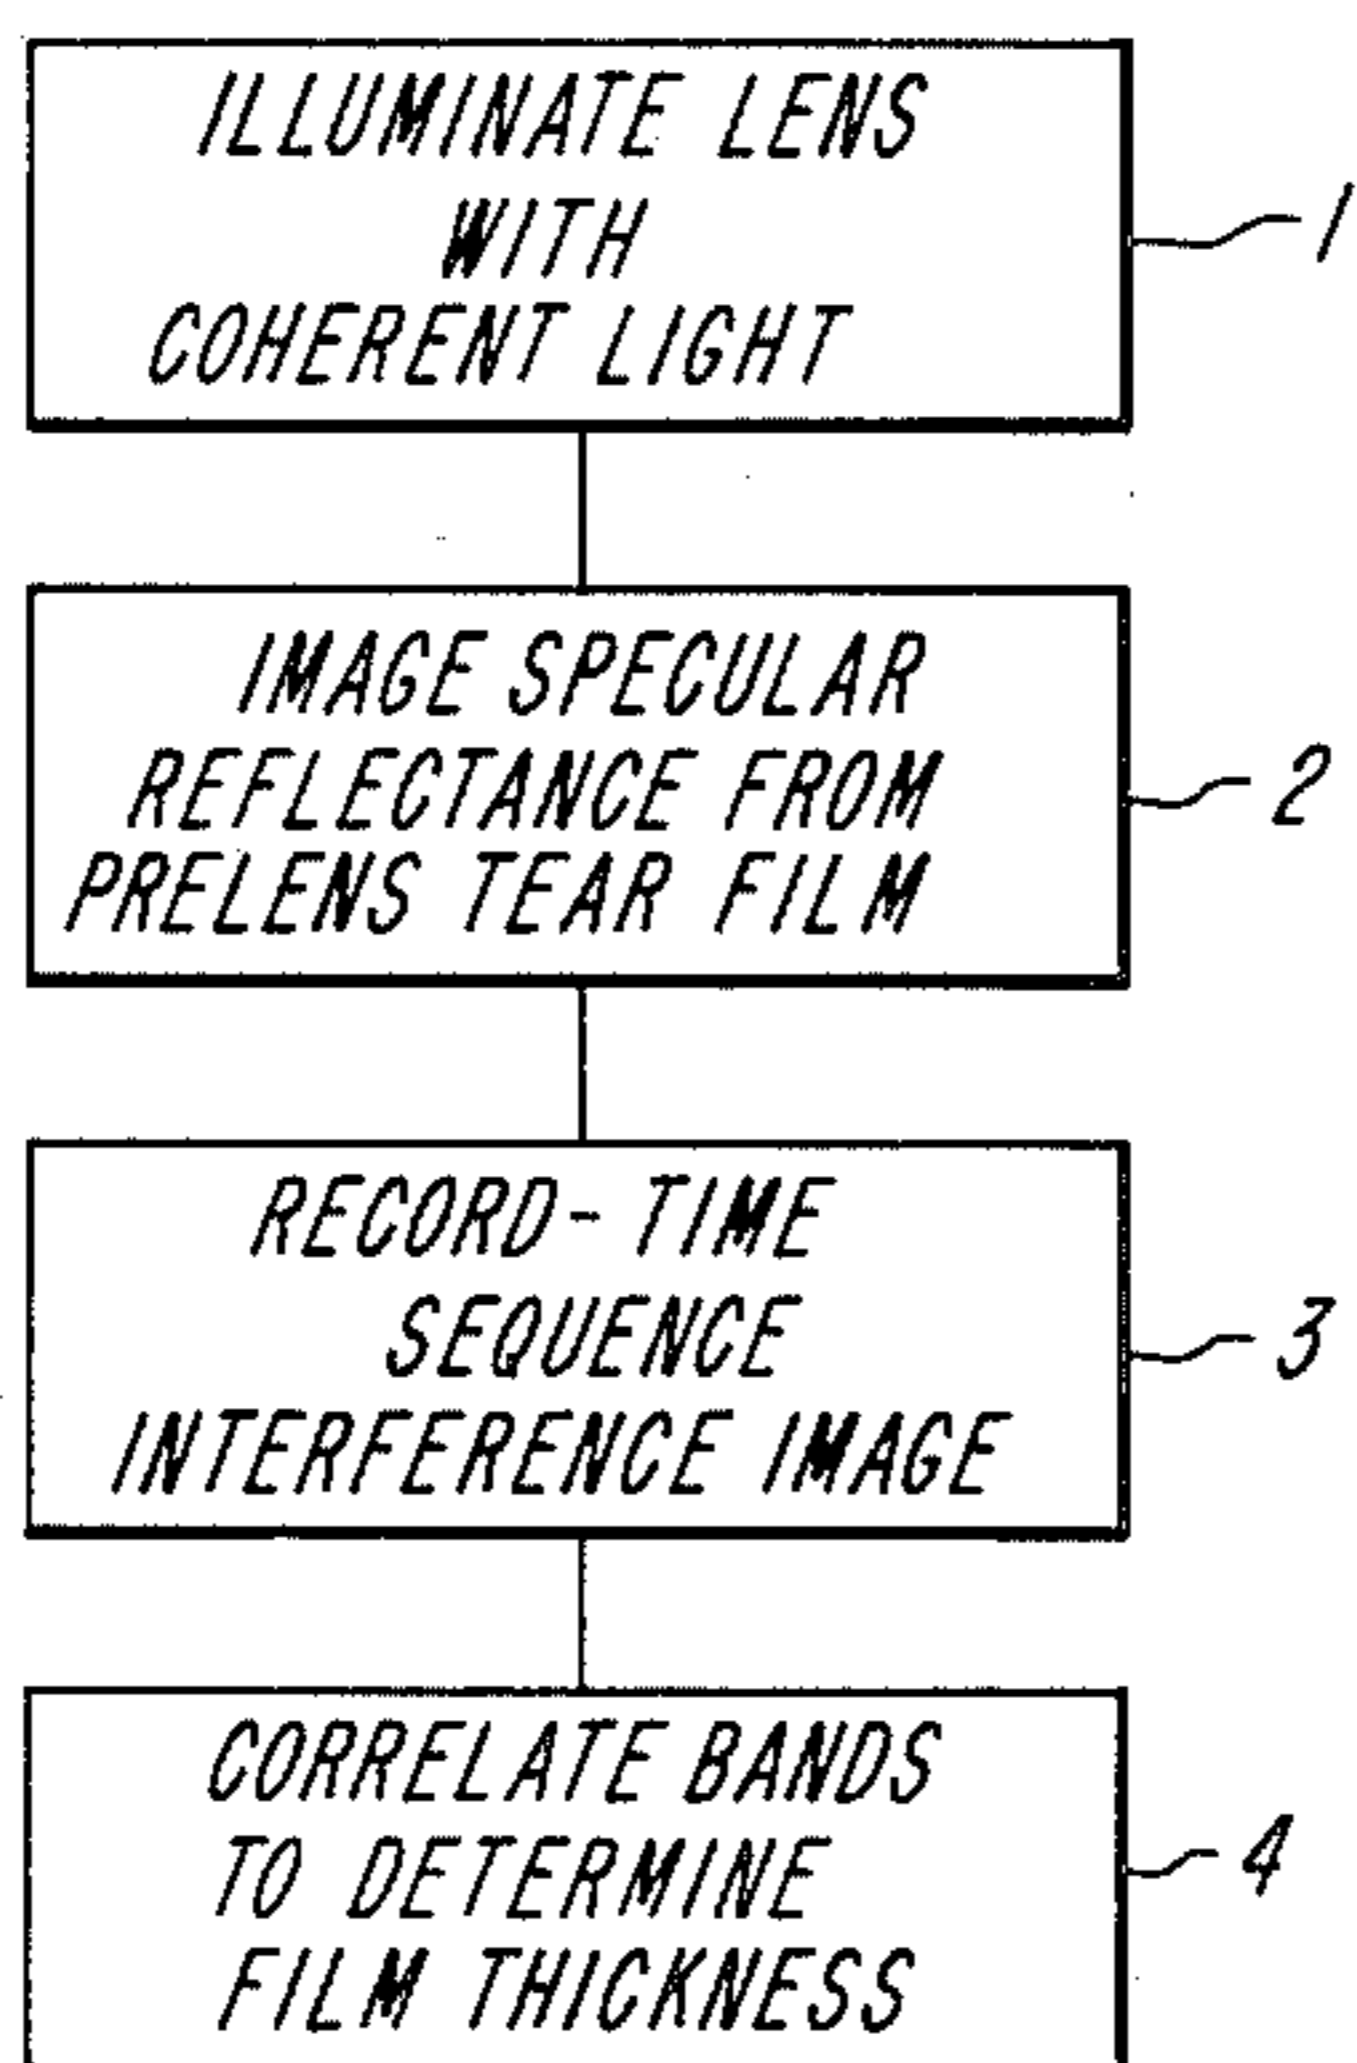 ILLUMINATE LENS
WITH
COHERENT LIGHT
1
IMAGE SPECULAR
REFLECTANCE FROM
PRELENS TEAR FILM
2
RECORD-TIME
SEQUENCE
INTERFERENCE IMAGE
3
CORRELATE BANDS
TO DETERMINE
FILM THICKNESS
4